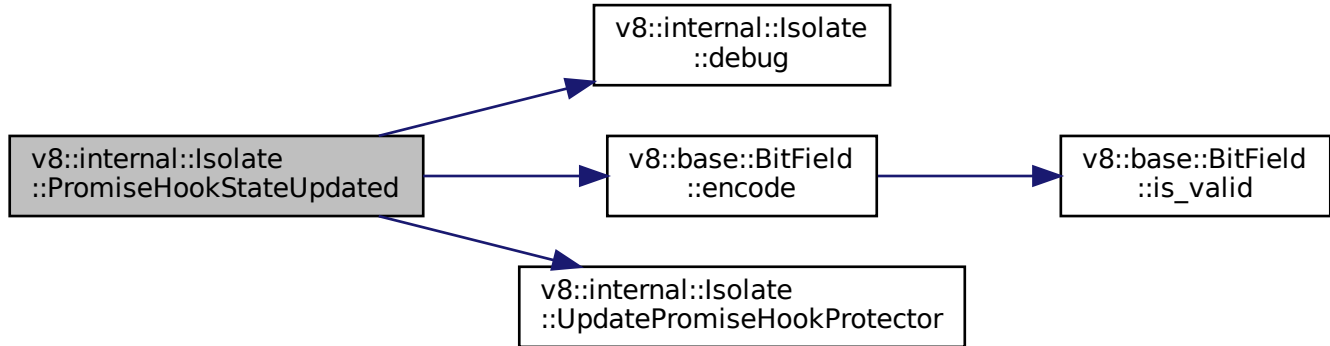 v8::internal::Isolate
::debug
v8::internal::Isolate
::PromiseHookStateUpdated
v8::base::BitField
::encode
v8::base::BitField
::is_valid
v8::internal::Isolate
::UpdatePromiseHookProtector